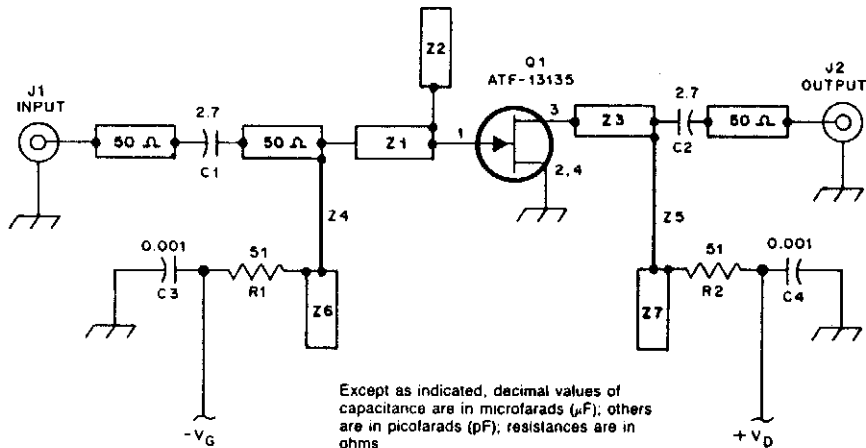 Z2
Q1
ATF-13135
J1
INPUT
J2
OUTPUT
2.7
2.7
3
50 Ω
50 Ω
Z1
1
Z3
50 Ω
C1
C2
2,4
Z4
Z5
0.001
51
51
0.001
C3
R1
Z6
Z7
R2
C4
Except as indicated, decimal values of
capacitance are in microfarads (μF); others
are in picofarads (pF); resistances are in
ohms
-VG
+VD